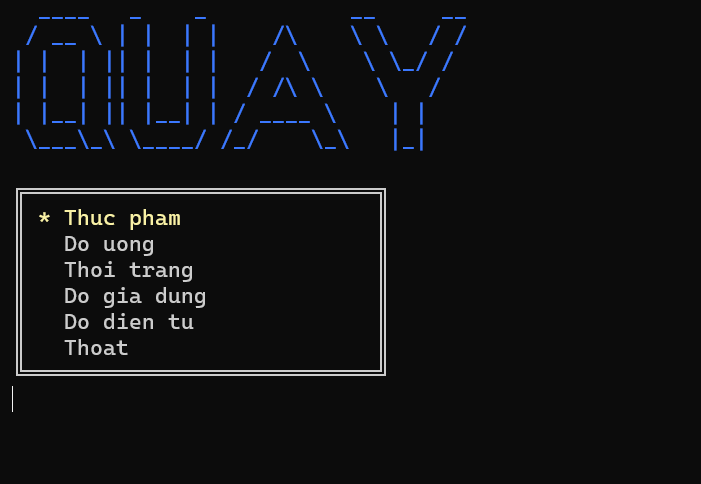 QUAY
* Thuc pham
Do uong
Thoi trang
Do gia dung
Do dien tu
Thoat